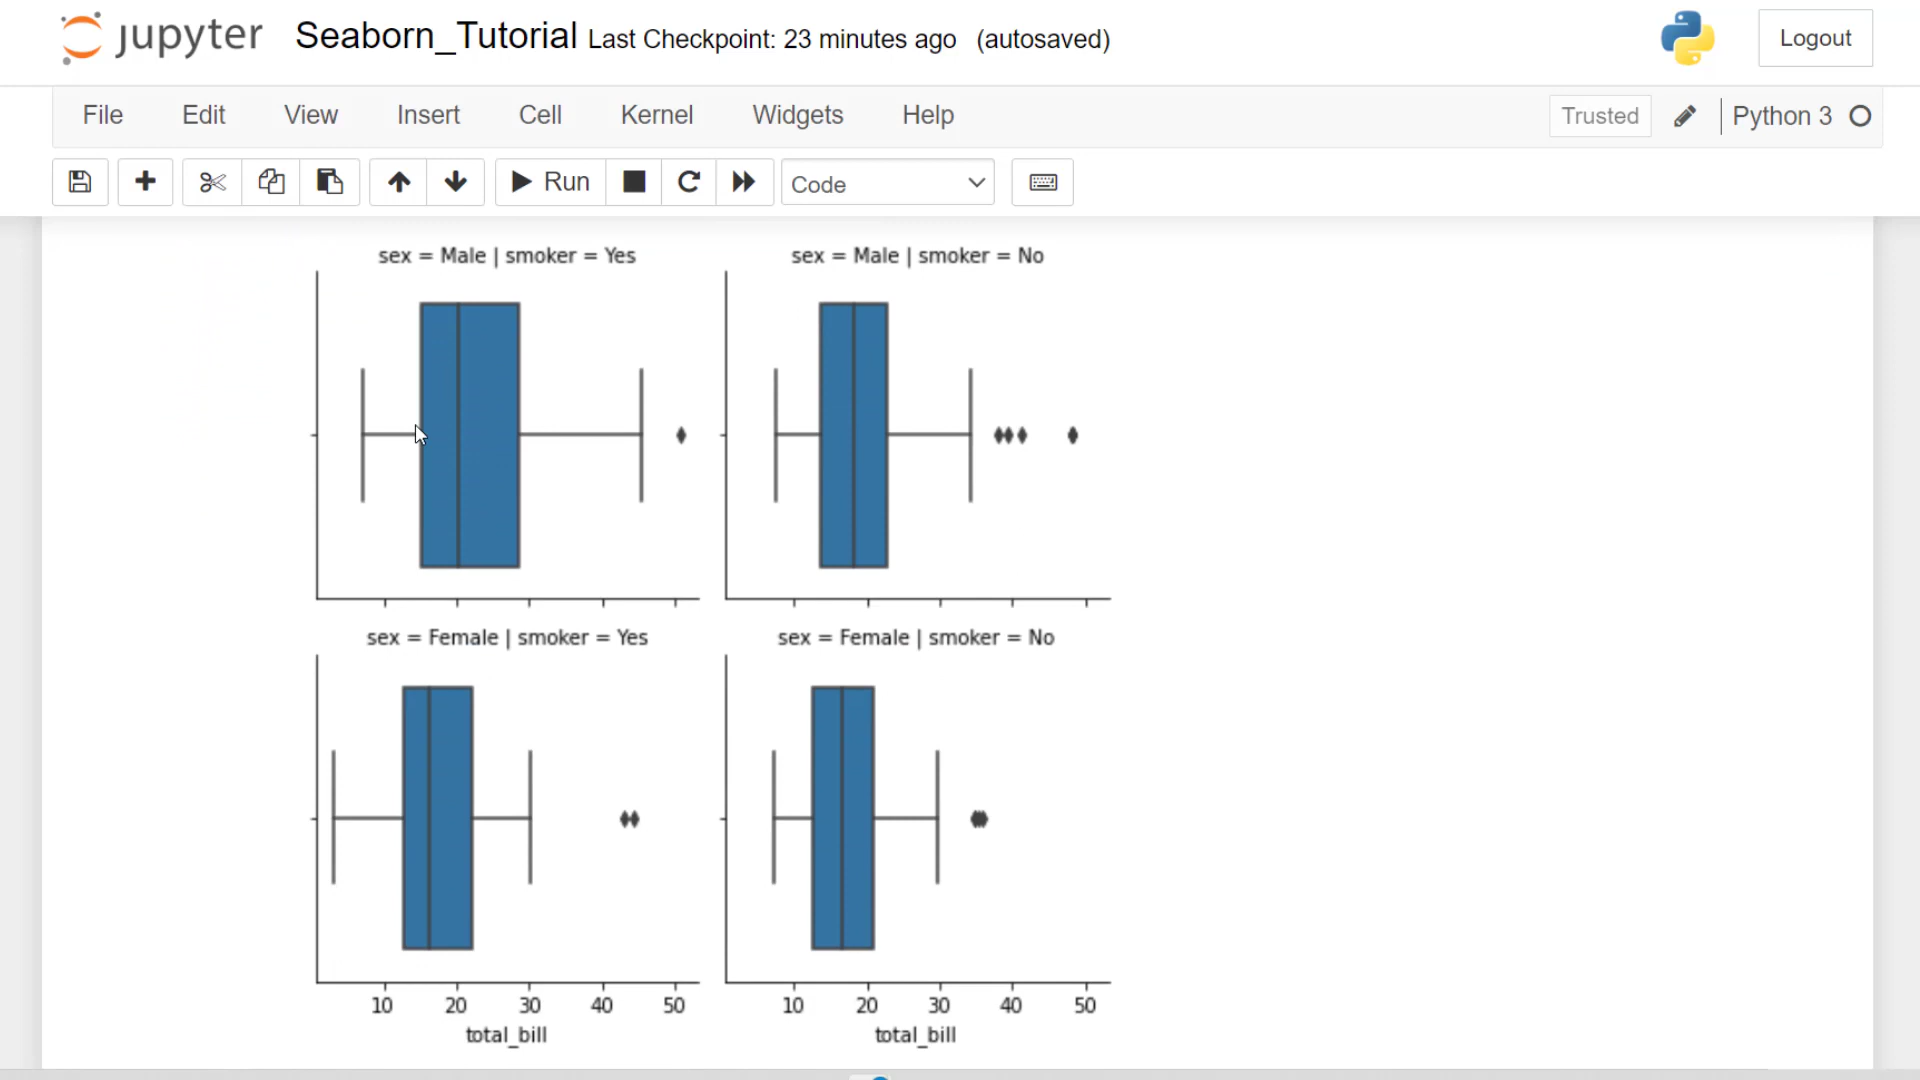 jupyter Seaborn_Tutorial Last Checkpoint: 23 minutes ago (autosaved) Logout
File Edit View Insert Cell Kernel Widgets Help Trusted Python 3
Run Code
sex = Male | smoker = Yes sex = Male | smoker = No
sex = Female | smoker = Yes sex = Female | smoker = No
10 20 30 40 50 10 20 30 40 50
total_bill total_bill